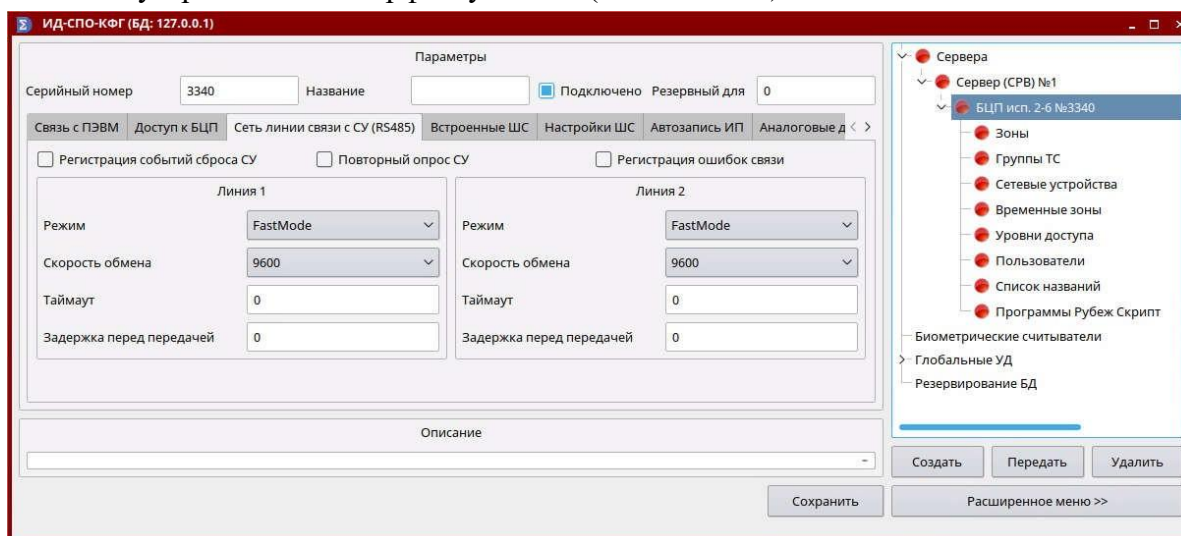 ИД-СПО-КФГ (БД: 127.0.0.1)
Параметры
Серийный номер 3340 Название Подключено Резервный для 0
Связь с ПЭВМ Доступ к БЦП Сеть линии связи с СУ (RS485) Встроенные ШС Настройки ШС Автозапись ИП Аналоговые д
Регистрация событий сброса СУ Повторный опрос СУ Регистрация ошибок связи
Линия 1 Линия 2
Режим FastMode Режим FastMode
Скорость обмена 9600 Скорость обмена 9600
Таймаут 0 Таймаут 0
Задержка перед передачей 0 Задержка перед передачей 0
Описание
Сохранить
Сервера
Сервер (СРВ) №1
БЦП исп. 2-6 №3340
Зоны
Группы ТС
Сетевые устройства
Временные зоны
Уровни доступа
Пользователи
Список названий
Программы Рубеж Скрипт
Биометрические считыватели
Глобальные УД
Резервирование БД
Создать Передать Удалить
Расширенное меню >>